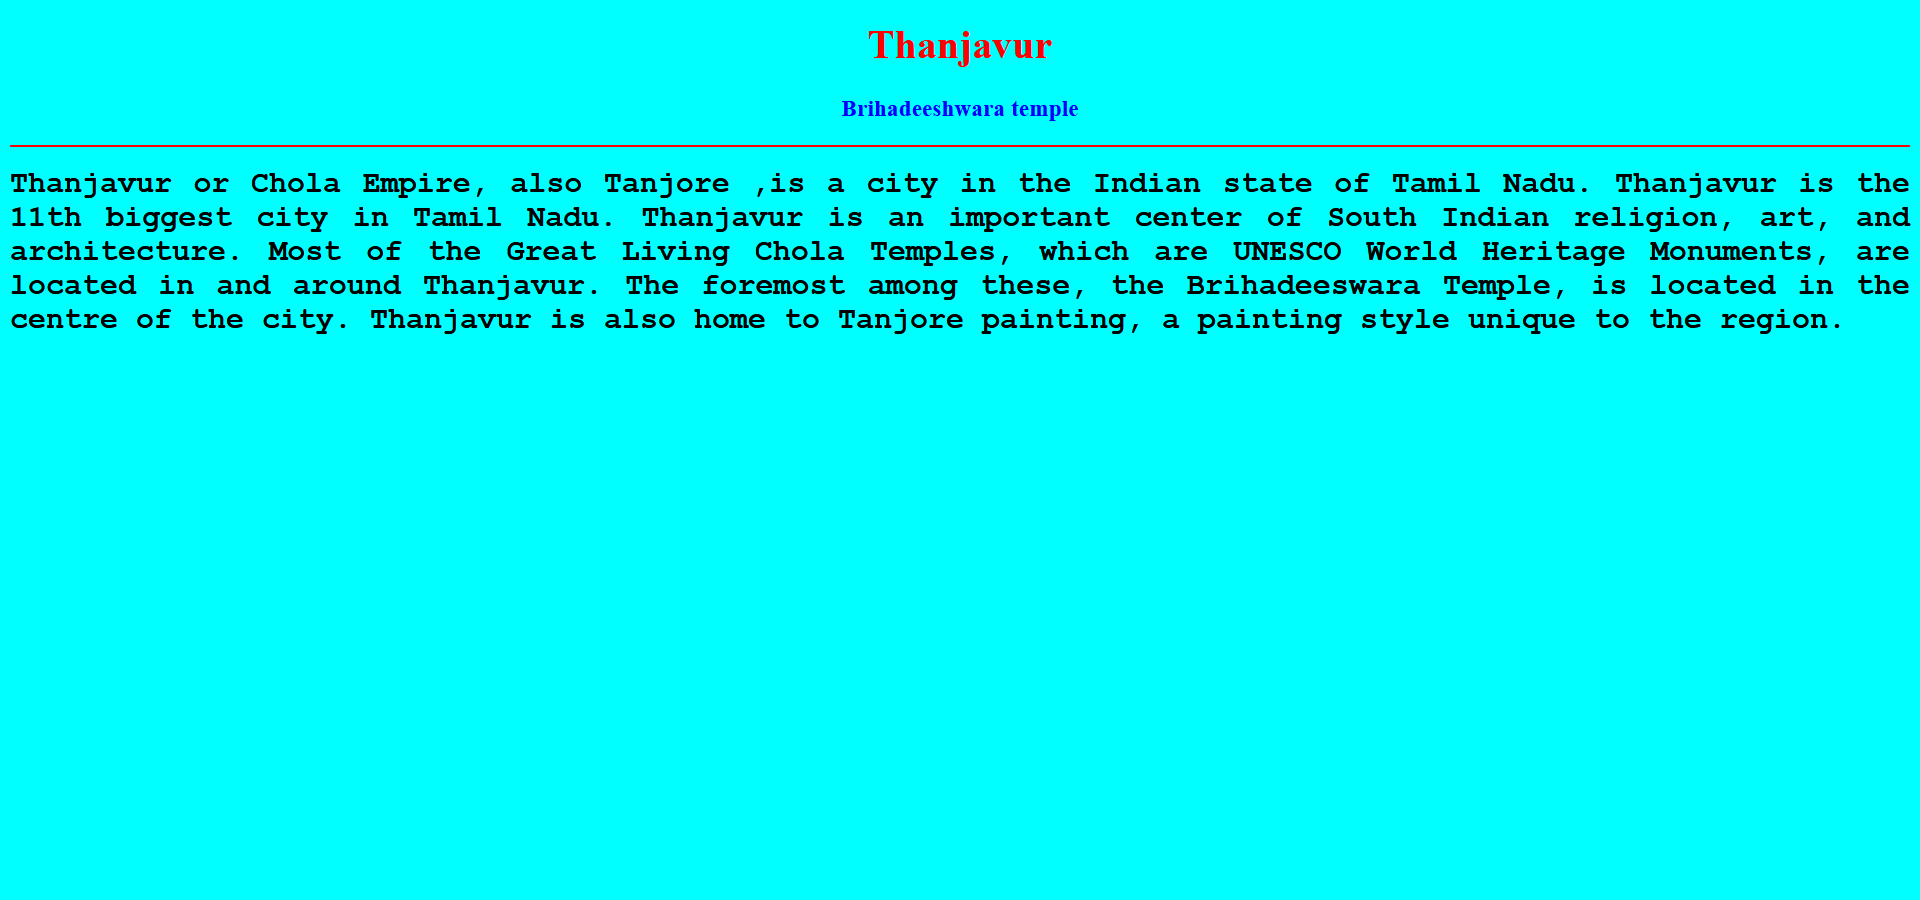 Thanjavur
Brihadeeshwara temple
Thanjavur or Chola Empire, also Tanjore ,is a city in the Indian state of Tamil Nadu. Thanjavur is the
11th biggest city in Tamil Nadu. Thanjavur is an important center of South Indian religion, art, and
architecture. Most of the Great Living Chola Temples, which are UNESCO World Heritage Monuments, are
located in and around Thanjavur. The foremost among these, the Brihadeeswara Temple, is located in the
centre of the city. Thanjavur is also home to Tanjore painting, a painting style unique to the region.